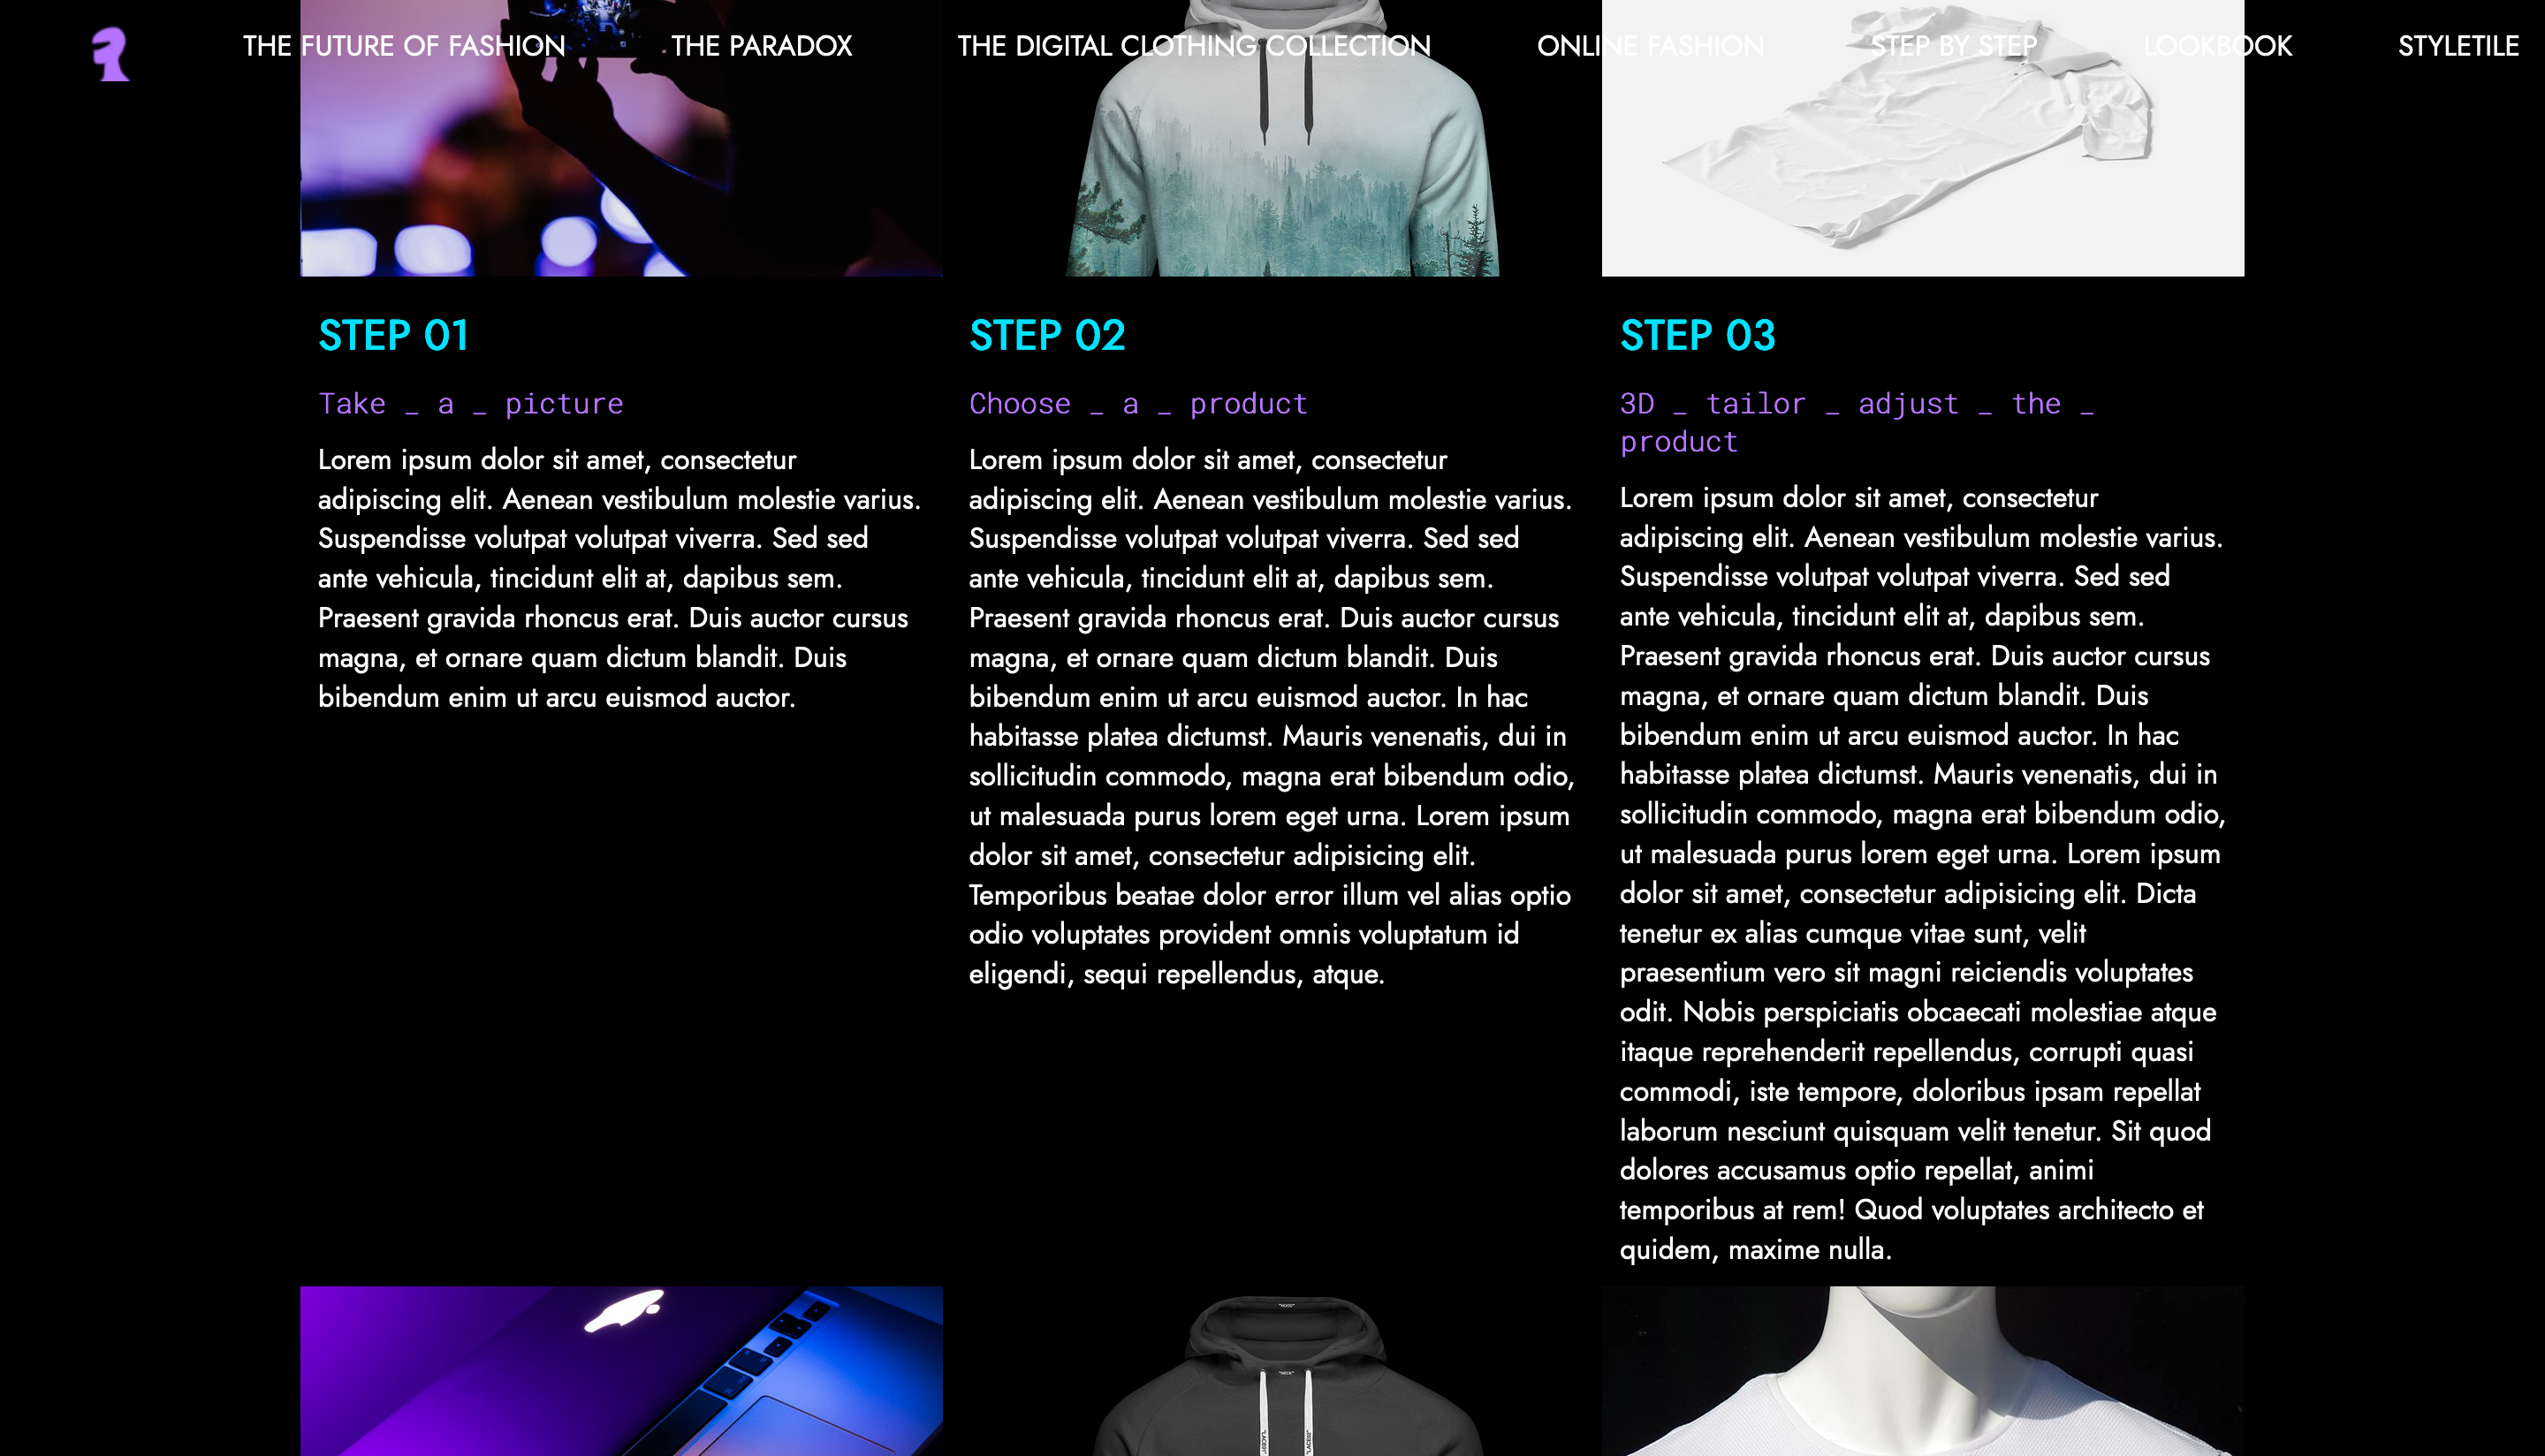 THE FUTURE OF FASHION
THE PARADOX
THE DIGITAL CLOTHING COLLECTION
ONLINE FASHION
STEP BY STEP
LOOKBOOK
STYLETILE
STEP 01
Take _ a _ picture
Lorem ipsum dolor sit amet, consectetur
adipiscing elit. Aenean vestibulum molestie varius.
Suspendisse volutpat volutpat viverra. Sed sed
ante vehicula, tincidunt elit at, dapibus sem.
Praesent gravida rhoncus erat. Duis auctor cursus
magna, et ornare quam dictum blandit. Duis
bibendum enim ut arcu euismod auctor.
STEP 02
Choose _ a _ product
Lorem ipsum dolor sit amet, consectetur
adipiscing elit. Aenean vestibulum molestie varius.
Suspendisse volutpat volutpat viverra. Sed sed
ante vehicula, tincidunt elit at, dapibus sem.
Praesent gravida rhoncus erat. Duis auctor cursus
magna, et ornare quam dictum blandit. Duis
bibendum enim ut arcu euismod auctor. In hac
habitasse platea dictumst. Mauris venenatis, dui in
sollicitudin commodo, magna erat bibendum odio,
ut malesuada purus lorem eget urna. Lorem ipsum
dolor sit amet, consectetur adipisicing elit.
Temporibus beatae dolor error illum vel alias optio
odio voluptates provident omnis voluptatum id
eligendi, sequi repellendus, atque.
STEP 03
3D _ tailor _ adjust _ the _
product
Lorem ipsum dolor sit amet, consectetur
adipiscing elit. Aenean vestibulum molestie varius.
Suspendisse volutpat volutpat viverra. Sed sed
ante vehicula, tincidunt elit at, dapibus sem.
Praesent gravida rhoncus erat. Duis auctor cursus
magna, et ornare quam dictum blandit. Duis
bibendum enim ut arcu euismod auctor. In hac
habitasse platea dictumst. Mauris venenatis, dui in
sollicitudin commodo, magna erat bibendum odio,
ut malesuada purus lorem eget urna. Lorem ipsum
dolor sit amet, consectetur adipisicing elit. Dicta
tenetur ex alias cumque vitae sunt, velit
praesentium vero sit magni reiciendis voluptates
odit. Nobis perspiciatis obcaecati molestiae atque
itaque reprehenderit repellendus, corrupti quasi
commodi, iste tempore, doloribus ipsam repellat
laborum nesciunt quisquam velit tenetur. Sit quod
dolores accusamus optio repellat, animi
temporibus at rem! Quod voluptates architecto et
quidem, maxime nulla.
"HOOD"